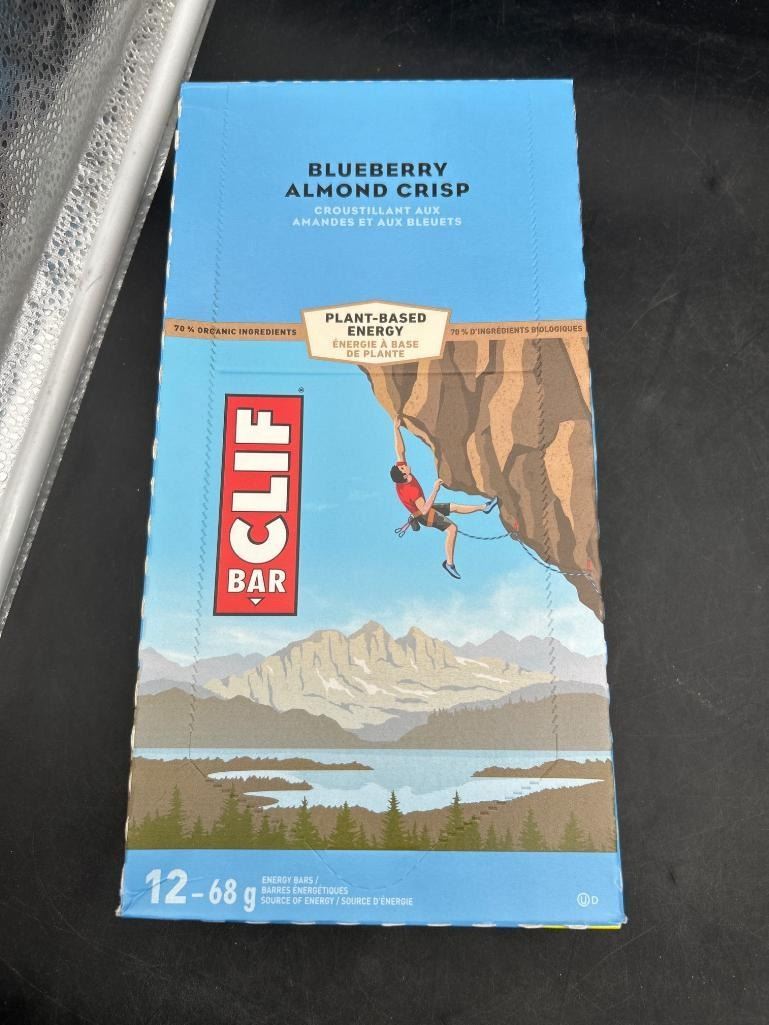 BLUEBERRY
ALMOND CRISP
CROUSTILLANT AUX
AMANDES ET AUX BLEUETS
70 % ORGANIC INGREDIENTS
PLANT-BASED
ENERGY
ÉNERGIE À BASE
DE PLANTE
70 % D'INGRÉDIENTS BIOLOGIQUES
CLIF®
BAR
12 – 68 g
ENERGY BARS /
BARRES ÉNERGÉTIQUES
SOURCE OF ENERGY / SOURCE D'ÉNERGIE
Ⓤ D